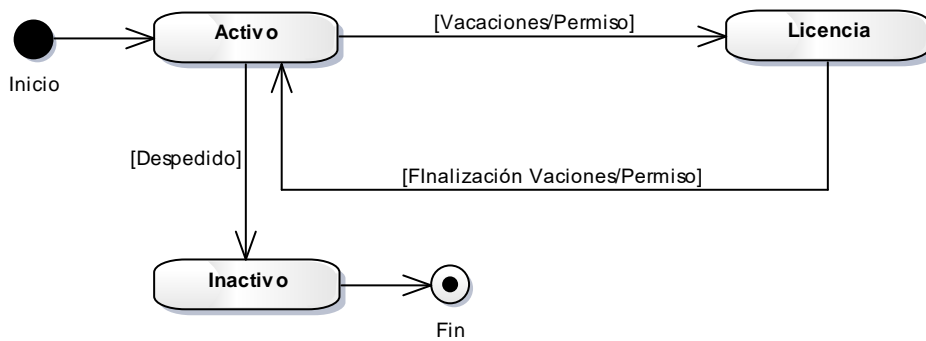 Activo
[Vacaciones/Permiso]
Licencia
Inicio
[Despedido]
[FInalización Vaciones/Permiso]
Inactivo
Fin